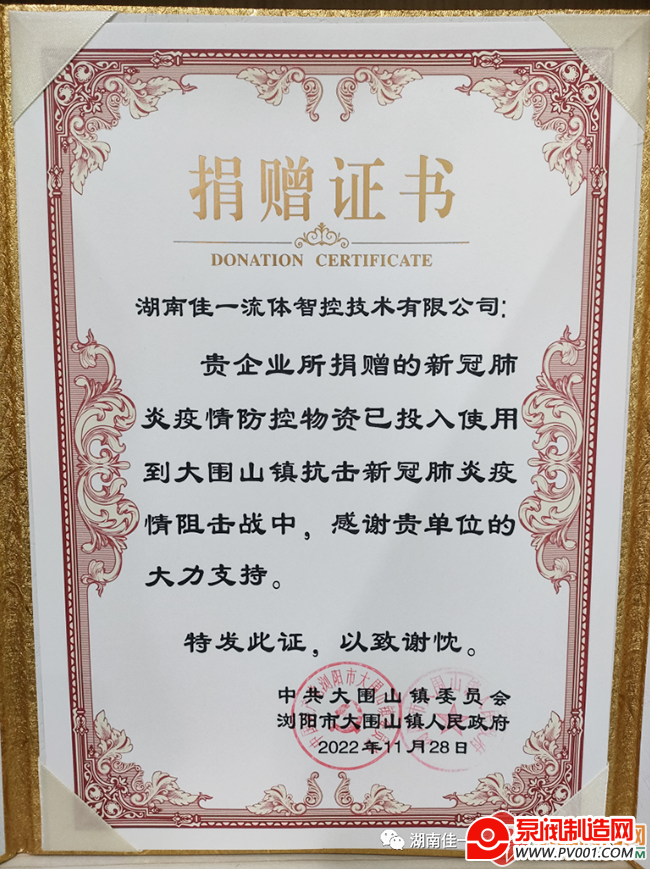 捐赠证书
DONATION CERTIFICATE
湖南佳一流体智控技术有限公司:
贵企业所捐赠的新冠肺
炎疫情防控物资已投入使用
到大围山镇抗击新冠肺炎疫
情阻击战中，感谢贵单位的
大力支持。
特发此证，以致谢忱。
中共大围山镇委员会
浏阳市大围山镇人民政府
2022年11月28日
湖南佳一
泵阀制造网
www.PV001.com